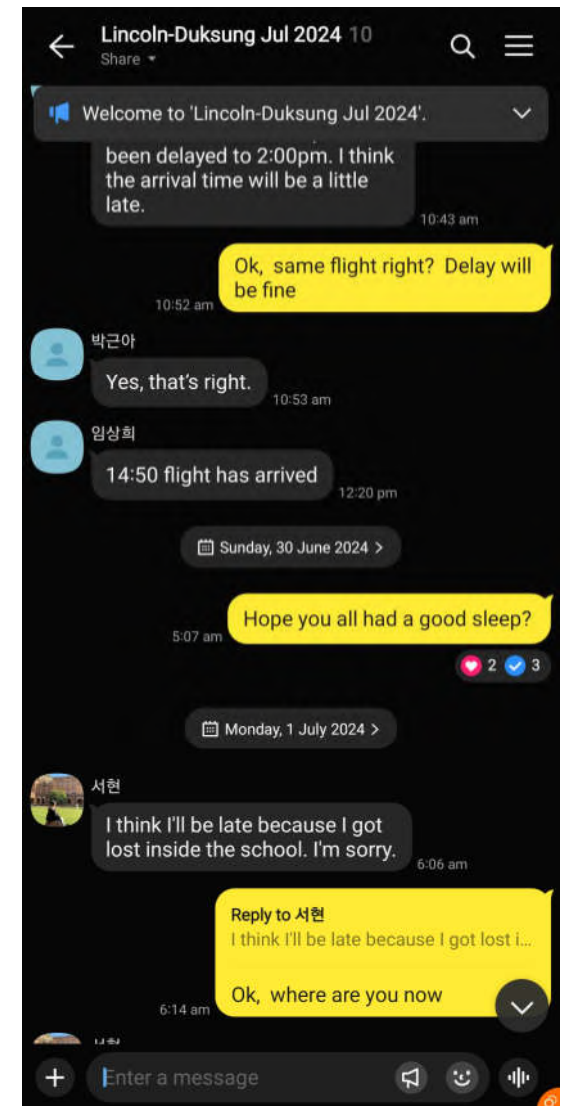 Lincoln-Duksung Jul 2024 10
Share
Welcome to 'Lincoln-Duksung Jul 2024'.
been delayed to 2:00pm. I think
the arrival time will be a little
late.
10:43 am
Ok, same flight right? Delay will
be fine
10:52 am
박근아
Yes, that's right.
10:53 am
임상희
14:50 flight has arrived
12:20 pm
Sunday, 30 June 2024 >
Hope you all had a good sleep?
5:07 am
2 3
Monday, 1 July 2024 >
서현
I think I'll be late because I got
lost inside the school. I'm sorry.
6:06 am
Reply to 서현
I think I'll be late because I got lost i...
Ok, where are you now
6:14 am
Enter a message